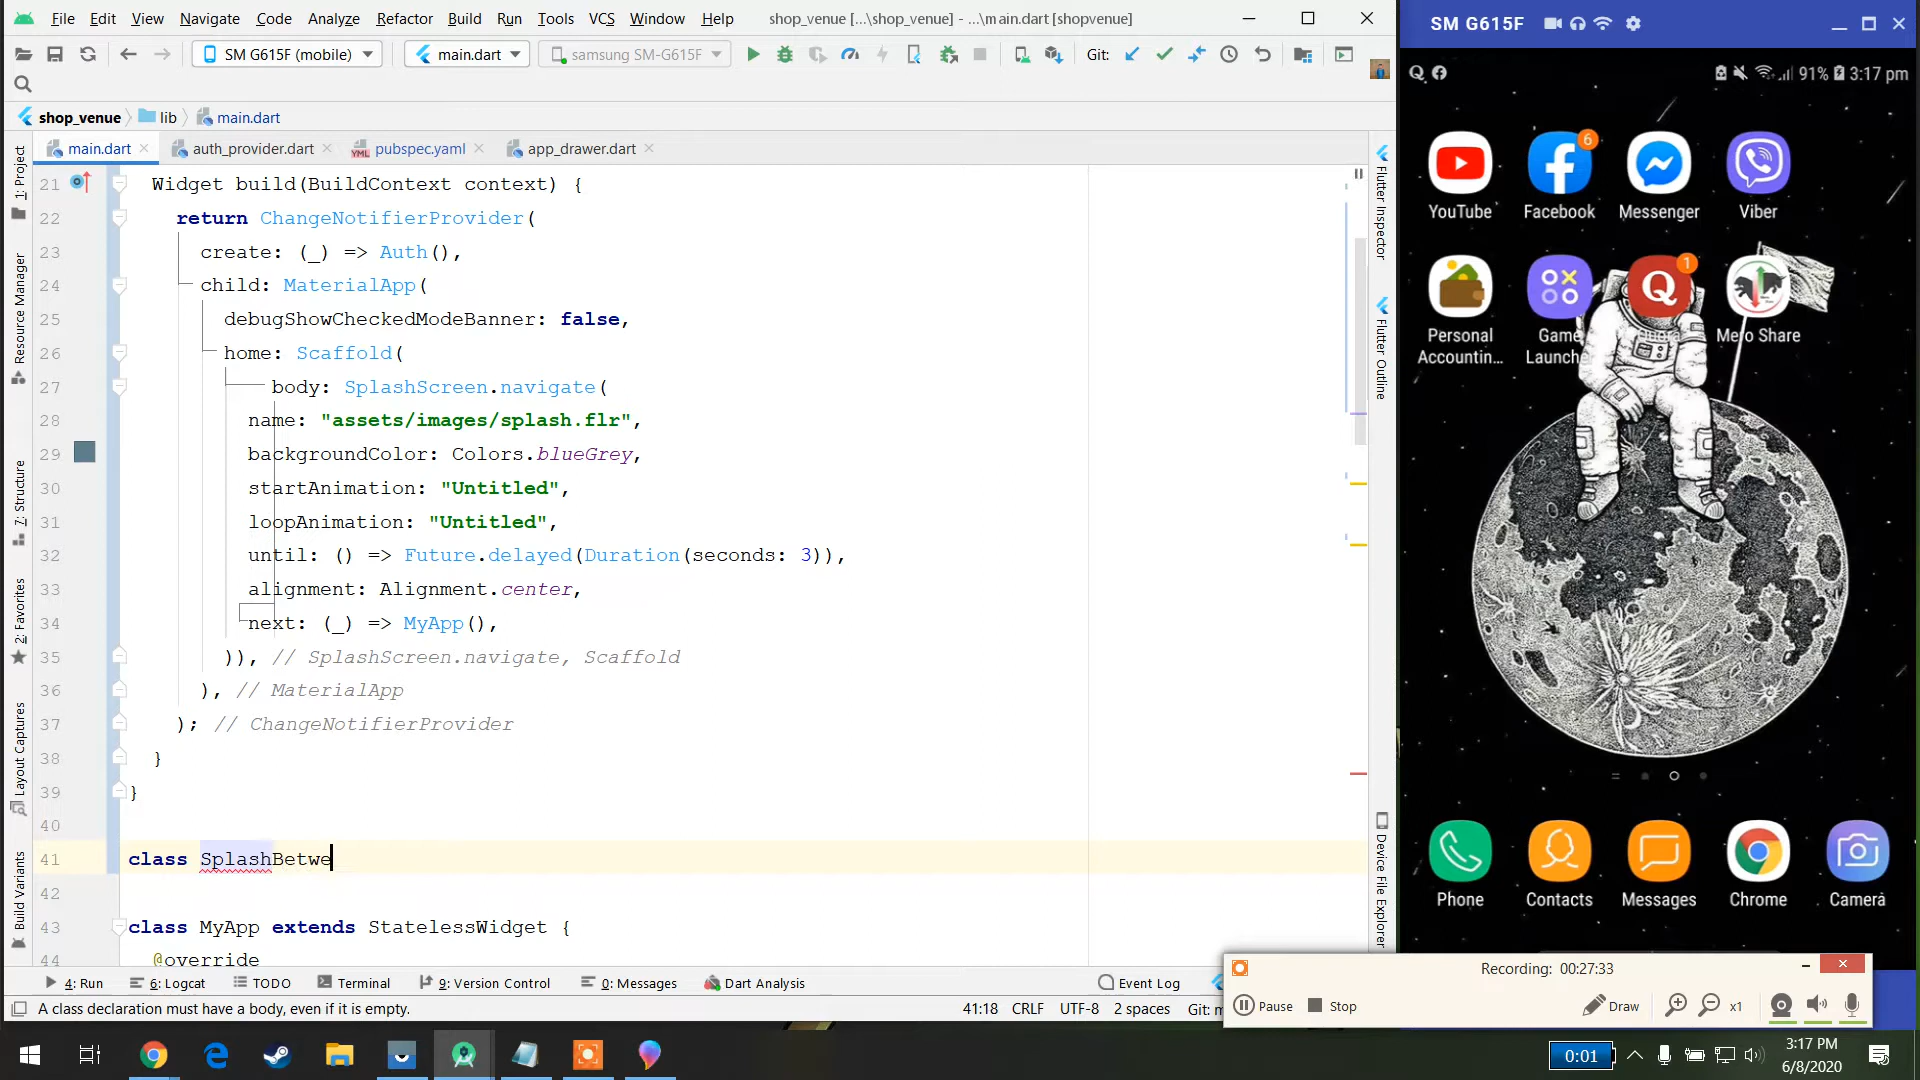 File Edit View Navigate Code Analyze Refactor Build Run Tools VCS Window Help shop_venue [...\shop_venue] - ...\main.dart [shopvenue]
SM G615F (mobile) main.dart samsung SM-G615F Git:
shop_venue lib main.dart
main.dart auth_provider.dart pubspec.yaml app_drawer.dart
21 Widget build(BuildContext context) {
22 return ChangeNotifierProvider(
23 create: (_) => Auth(),
24 child: MaterialApp(
25 debugShowCheckedModeBanner: false,
26 home: Scaffold(
27 body: SplashScreen.navigate(
28 name: "assets/images/splash.flr",
29 backgroundColor: Colors.blueGrey,
30 startAnimation: "Untitled",
31 loopAnimation: "Untitled",
32 until: () => Future.delayed(Duration(seconds: 3)),
33 alignment: Alignment.center,
34 next: (_) => MyApp(),
35 )), // SplashScreen.navigate, Scaffold
36 ), // MaterialApp
37 ); // ChangeNotifierProvider
38 }
39 }
40
41 class SplashBetwe
42
43 class MyApp extends StatelessWidget {
44 @override
1: Project
Resource Manager
7: Structure
2: Favorites
Layout Captures
Build Variants
Flutter Inspector
Flutter Outline
Device File Explorer
4: Run 6: Logcat TODO Terminal 9: Version Control 0: Messages Dart Analysis Event Log
A class declaration must have a body, even if it is empty. 41:18 CRLF UTF-8 2 spaces Git: m
SM G615F
91% 3:17 pm
6
YouTube Facebook Messenger Viber
1
Personal Accountin... Game Launche Quora Mero Share
Phone Contacts Messages Chrome Camera
Recording: 00:27:33
Pause Stop Draw x1
0:01 3:17 PM
6/8/2020